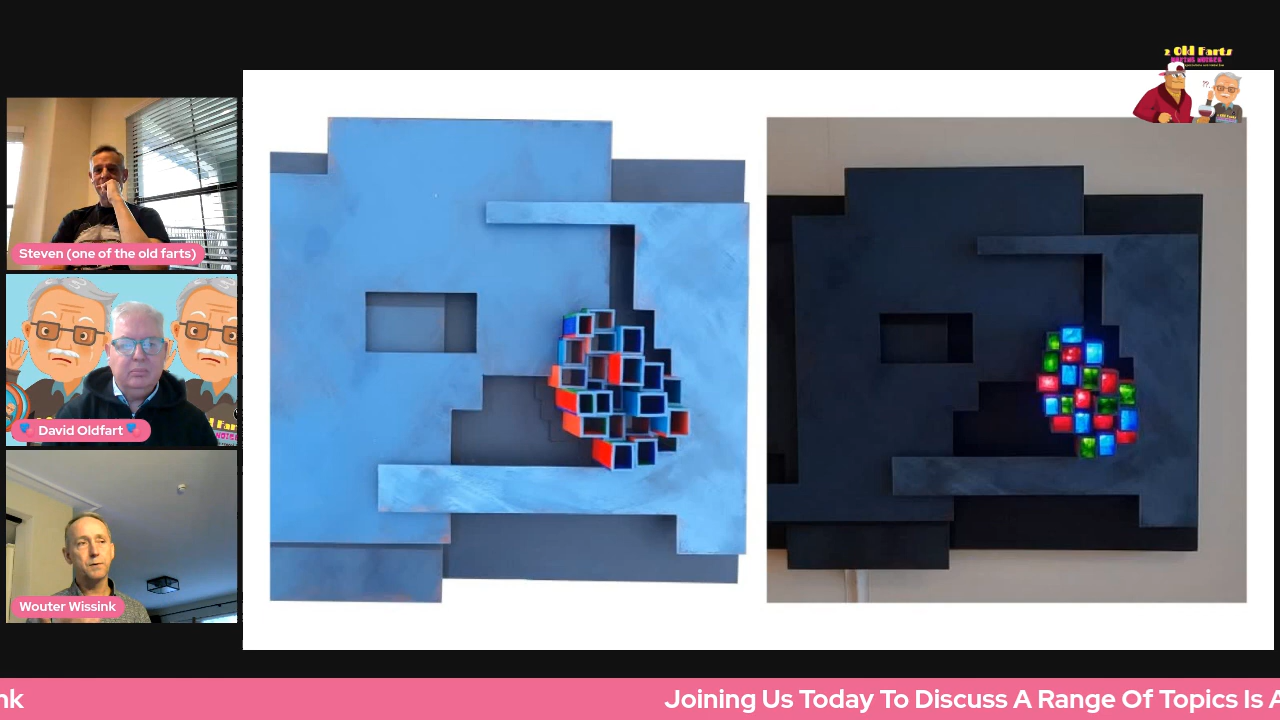 2 Old Farts
Steven (one of the old farts)
??
David Oldfart
Wouter Wissink
nk
Joining Us Today To Discuss A Range Of Topics Is A